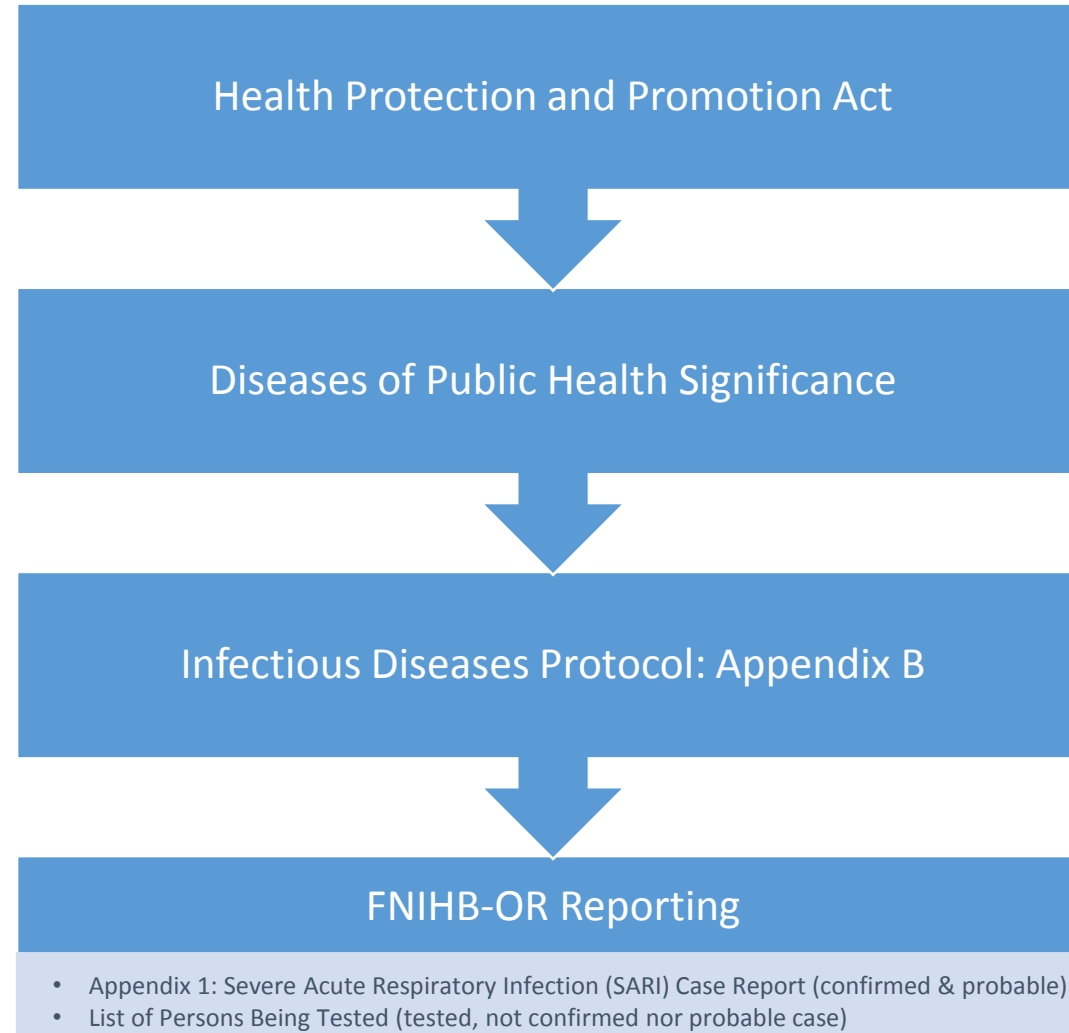 Health Protection and Promotion Act
Diseases of Public Health Significance
Infectious Diseases Protocol: Appendix B
FNIHB-OR Reporting
• Appendix 1: Severe Acute Respiratory Infection (SARI) Case Report (confirmed & probable)
• List of Persons Being Tested (tested, not confirmed nor probable case)